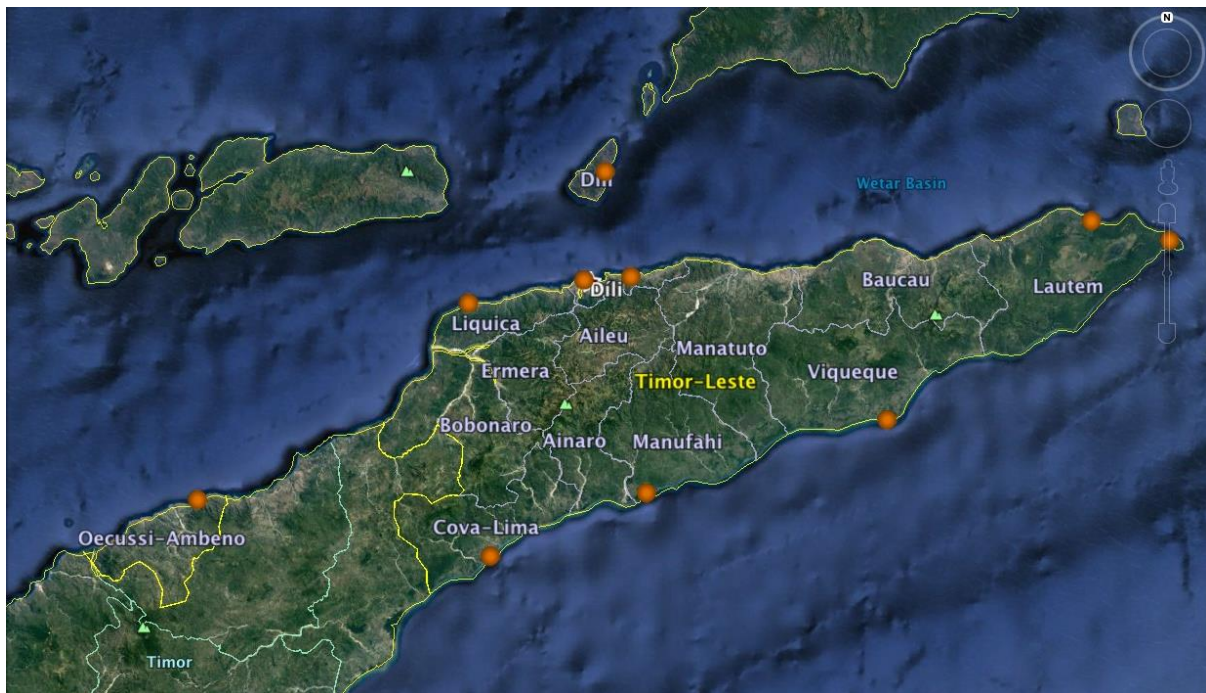 N
Dili
Wetar Basin
Baucau
Lautem
Dili
Liquica
Aileu
Manatuto
Ermera
Viqueque
Timor-Leste
Bobonaro
Ainaro
Manufahi
Cova-Lima
Oecussi-Ambeno
Timor